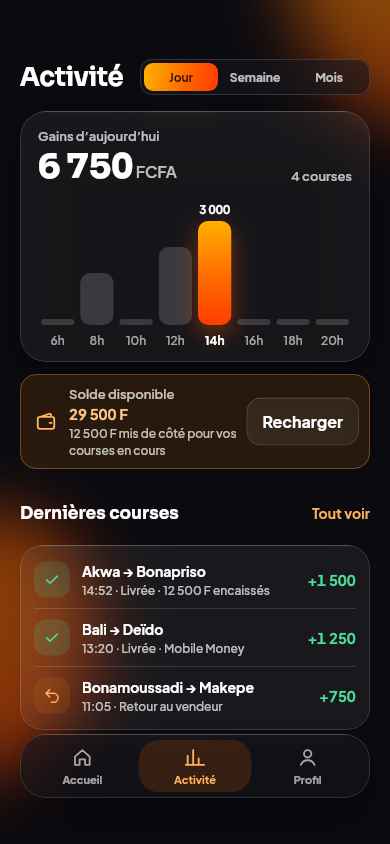 Activité
Jour
Semaine
Mois
Gains d’aujourd’hui
6 750 FCFA
4 courses
3 000
6h
8h
10h
12h
14h
16h
18h
20h
Solde disponible
29 500 F
12 500 F mis de côté pour vos
courses en cours
Recharger
Dernières courses
Tout voir
Akwa → Bonapriso
14:52 · Livrée · 12 500 F encaissés
+1 500
Bali → Deïdo
13:20 · Livrée · Mobile Money
+1 250
Bonamoussadi → Makepe
11:05 · Retour au vendeur
+750
Accueil
Activité
Profil